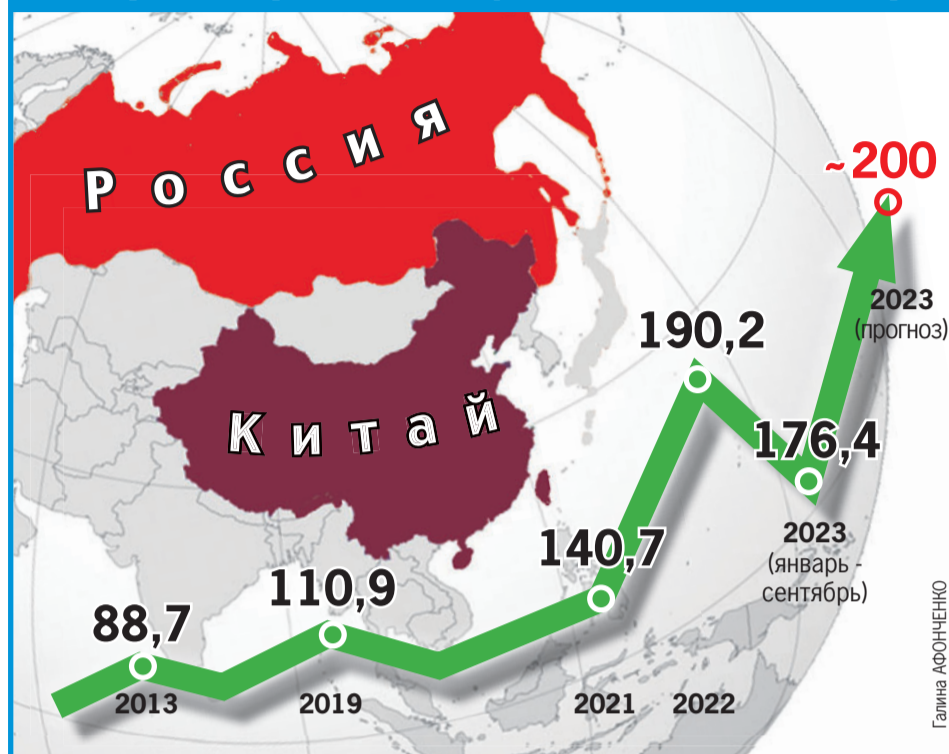 Россия
~200
2023
(прогноз)
190,2
Китай
176,4
2023
(январь -
сентябрь)
140,7
110,9
88,7
2013
2019
2021
2022
Галина АФОНЧЕНКО